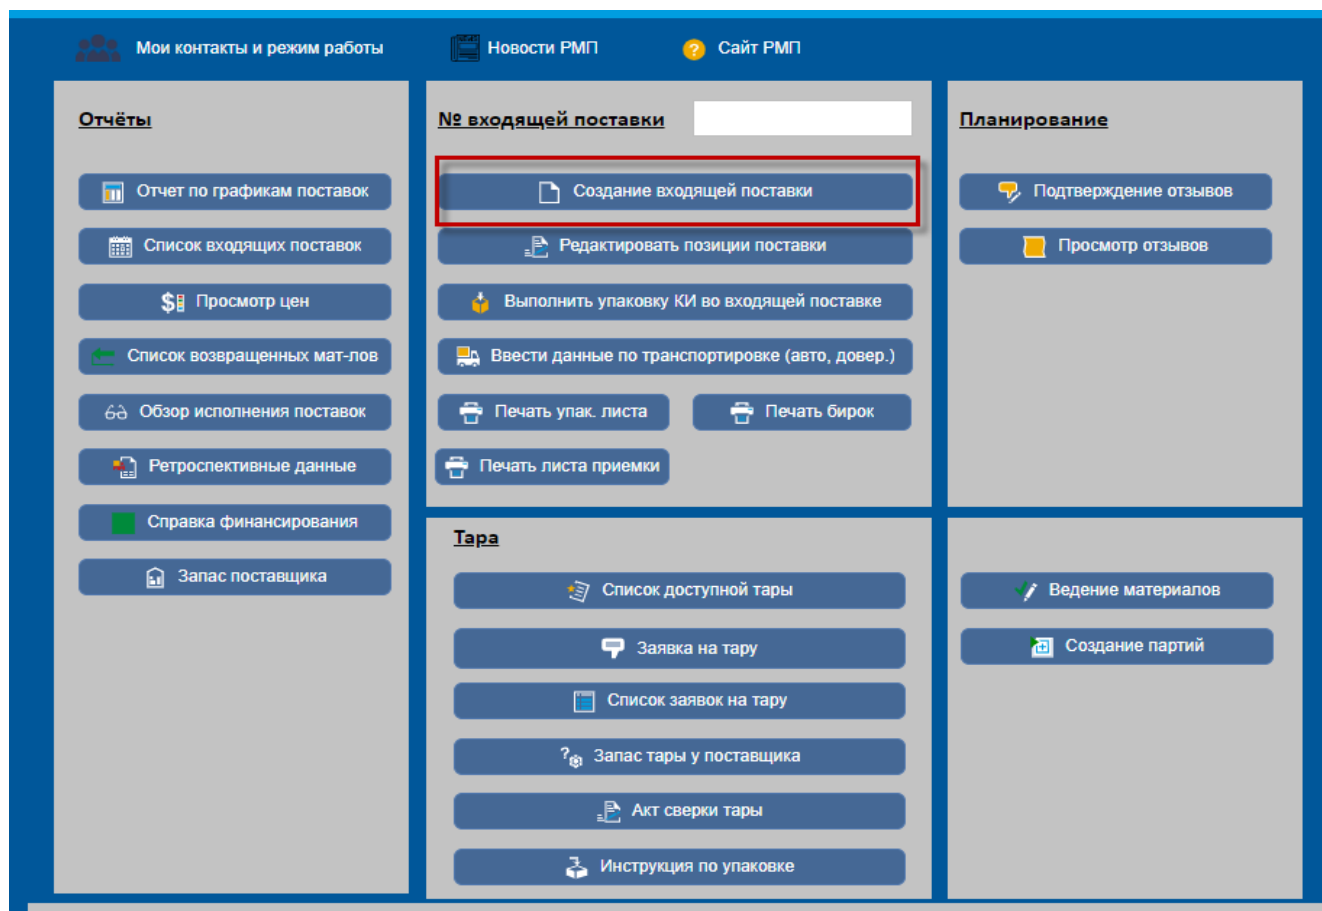 Мои контакты и режим работы
Новости РМП
Сайт РМП
Отчёты
Отчет по графикам поставок
Список входящих поставок
Просмотр цен
Список возвращенных мат-лов
Обзор исполнения поставок
Ретроспективные данные
Справка финансирования
Запас поставщика
№ входящей поставки
Создание входящей поставки
Редактировать позиции поставки
Выполнить упаковку КИ во входящей поставке
Ввести данные по транспортировке (авто, довер.)
Печать упак. листа
Печать бирок
Печать листа приемки
Планирование
Подтверждение отзывов
Просмотр отзывов
Тара
Список доступной тары
Заявка на тару
Список заявок на тару
Запас тары у поставщика
Акт сверки тары
Инструкция по упаковке
Ведение материалов
Создание партий